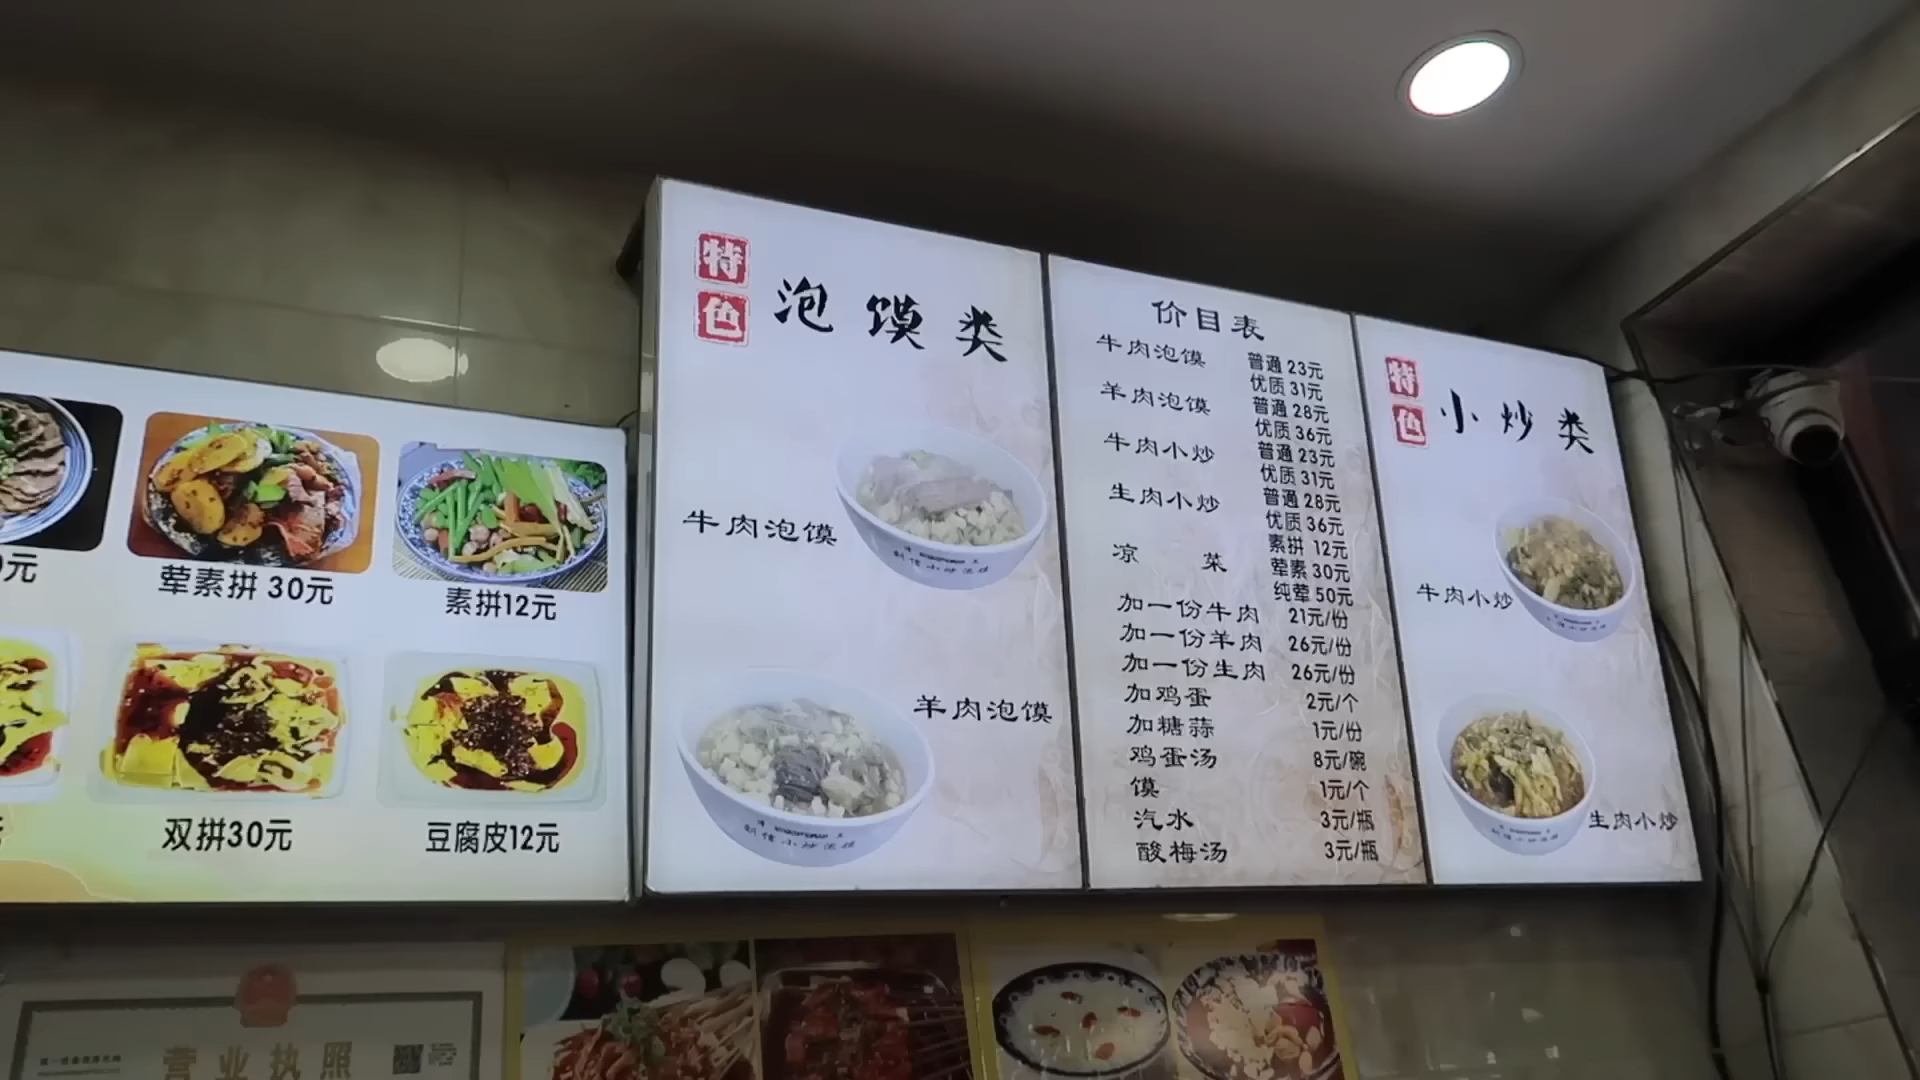 荤素拼 30元
素拼12元
双拼30元
豆腐皮12元
特色
泡馍类
牛肉泡馍
羊肉泡馍
价目表
牛肉泡馍 普通 23元
优质 31元
羊肉泡馍 普通 28元
优质 36元
牛肉小炒 普通 23元
优质 31元
生肉小炒 普通 28元
优质 36元
凉菜 素拼 12元
荤素 30元
纯荤 50元
加一份牛肉 21元/份
加一份羊肉 26元/份
加一份生肉 26元/份
加鸡蛋 2元/个
加糖蒜 1元/份
鸡蛋汤 8元/碗
馍 1元/个
汽水 3元/瓶
酸梅汤 3元/瓶
特色
小炒类
牛肉小炒
生肉小炒
营业执照